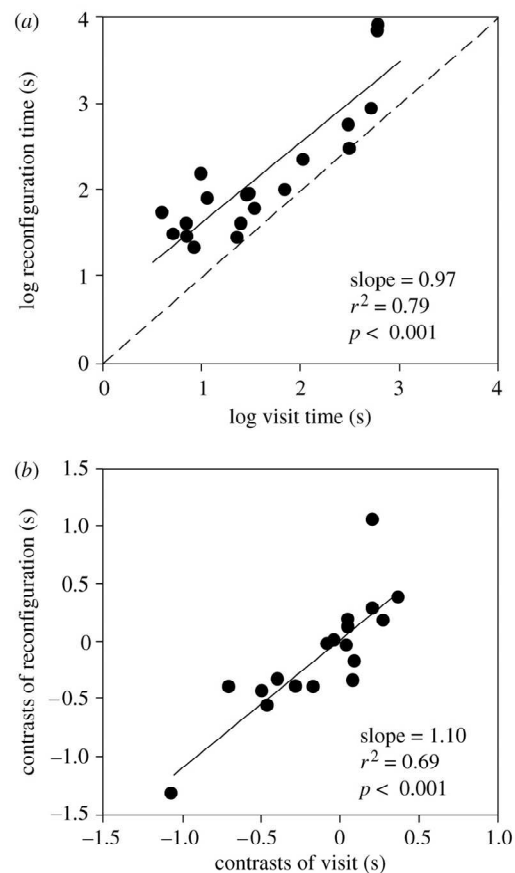 (a)
4
3
2
1
0
log reconfiguration time (s)
slope = 0.97
r² = 0.79
p < 0.001
0 1 2 3 4
log visit time (s)
(b)
1.5
1.0
0.5
0
–0.5
–1.0
–1.5
contrasts of reconfiguration (s)
slope = 1.10
r² = 0.69
p < 0.001
–1.5 –1.0 –0.5 0 0.5 1.0
contrasts of visit (s)